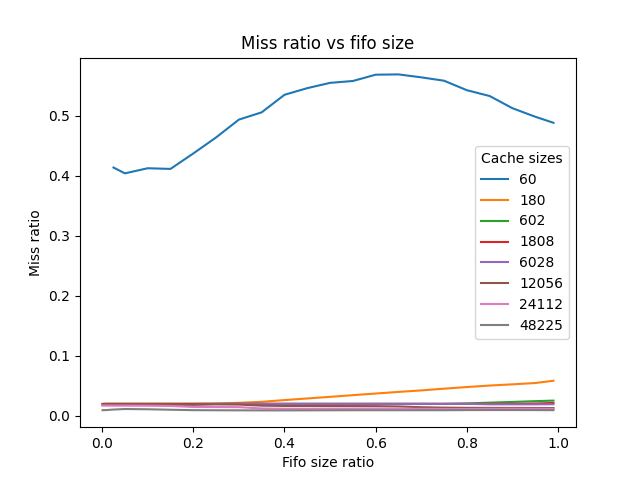 Miss ratio vs fifo size
Miss ratio
0.5
0.4
0.3
0.2
0.1
0.0
Cache sizes
60
180
602
1808
6028
12056
24112
48225
0.0 0.2 0.4 0.6 0.8 1.0
Fifo size ratio